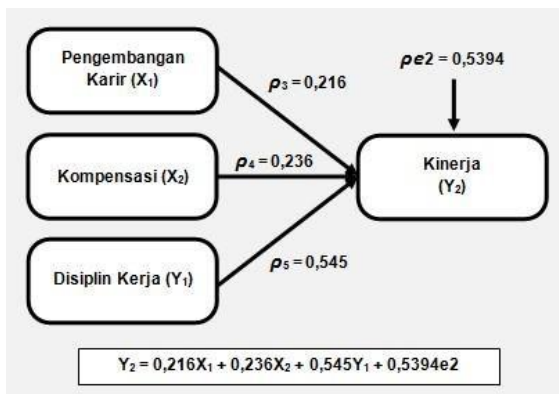 Pengembangan
Karir (X₁)
ρ₃ = 0,216
ρe2 = 0,5394
Kompensasi (X₂)
ρ₄ = 0,236
Kinerja
(Y₂)
Disiplin Kerja (Y₁)
ρ₅ = 0,545
Y₂ = 0,216X₁ + 0,236X₂ + 0,545Y₁ + 0,5394e2